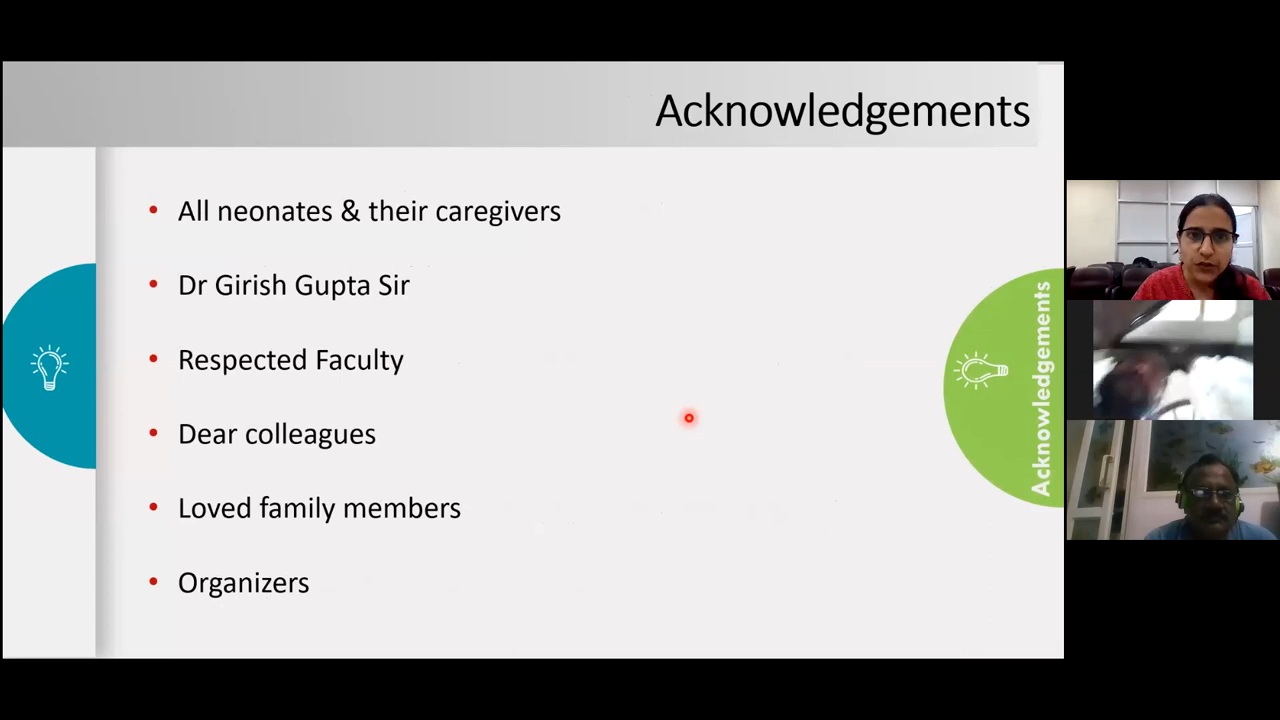 Acknowledgements
• All neonates & their caregivers
• Dr Girish Gupta Sir
• Respected Faculty
• Dear colleagues
• Loved family members
• Organizers
Acknowledgements